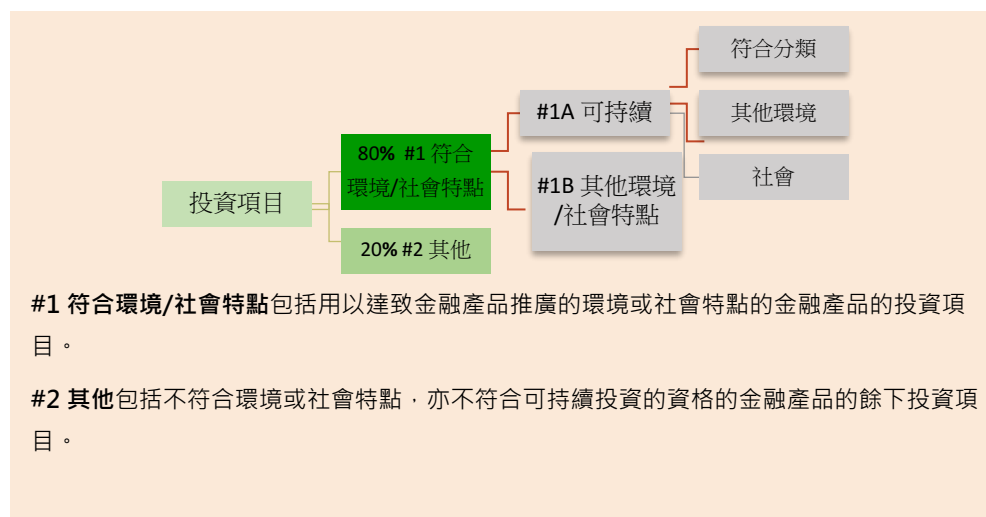 符合分類
#1A 可持續
其他環境
80% #1 符合
環境/社會特點
社會
#1B 其他環境
/社會特點
投資項目
20% #2 其他
#1 符合環境/社會特點包括用以達致金融產品推廣的環境或社會特點的金融產品的投資項
目。
#2 其他包括不符合環境或社會特點，亦不符合可持續投資的資格的金融產品的餘下投資項
目。